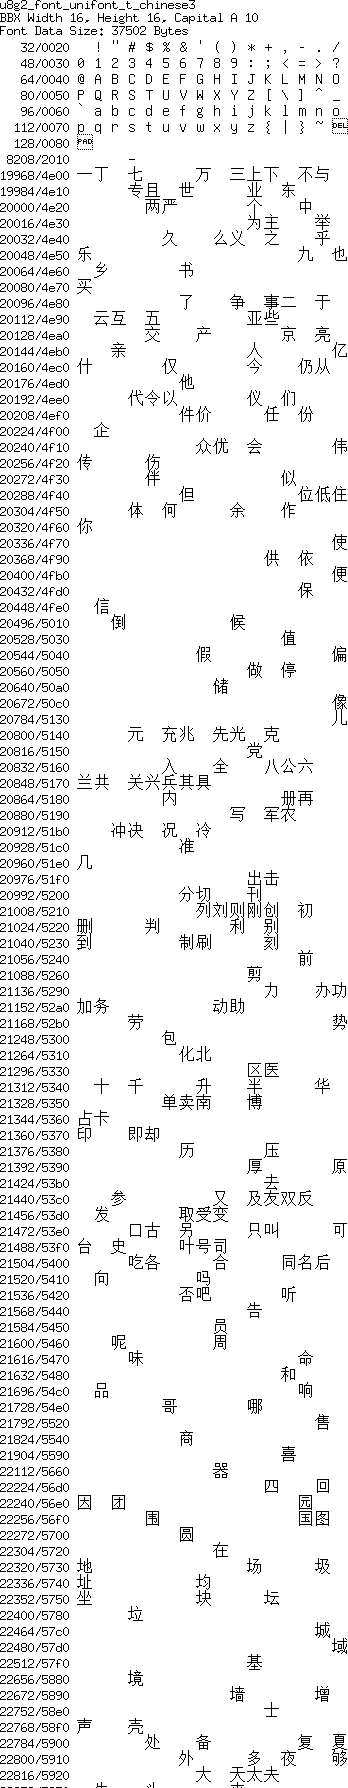 u8g2_font_unifont_t_chinese3
BBX Width 16, Height 16, Capital A 10
Font Data Size: 37502 Bytes
32/0020 ! " # $ % & ' ( ) * + , - . /
48/0030 0 1 2 3 4 5 6 7 8 9 : ; < = > ?
64/0040 @ A B C D E F G H I J K L M N O
80/0050 P Q R S T U V W X Y Z [ \ ] ^ _
96/0060 ` a b c d e f g h i j k l m n o
112/0070 p q r s t u v w x y z { | } ~ DEL
128/0080 PAD
8208/2010 –
19968/4e00 一丁 七 万 三上下 不与
19984/4e10 专且 世 业 东
20000/4e20 两严 个 中
20016/4e30 为主 举
20032/4e40 久 么义 之 乎
20048/4e50 乐 九 也
20064/4e60 乡 书
20080/4e70 买
20096/4e80 了 争 事二 于
20112/4e90 云互 五 亚些
20128/4ea0 交 产 京 亮
20144/4eb0 亲 人 亿
20160/4ec0 什 仅 今 仍从
20176/4ed0 他
20192/4ee0 代令以 仪 们
20208/4ef0 件价 任 份
20224/4f00 企
20240/4f10 众优 会 伟
20256/4f20 传 伤
20272/4f30 伴 似
20288/4f40 但 位低住
20304/4f50 体 何 余 作
20320/4f60 你
20336/4f70 使
20368/4f90 供 依
20400/4fb0 便
20432/4fd0 保
20448/4fe0 信
20496/5010 倒 候
20528/5030 值
20544/5040 假 偏
20560/5050 做 停
20640/50a0 储
20672/50c0 像
20784/5130 儿
20800/5140 元 充兆 先光 克
20816/5150 党
20832/5160 入 全 八公六
20848/5170 兰共 关兴兵其具
20864/5180 内 册再
20880/5190 写 军农
20912/51b0 冲决 况 冷
20928/51c0 准
20960/51e0 几
20976/51f0 出击
20992/5200 分切 刊
21008/5210 列刘则刚创 初
21024/5220 删 判 利 别
21040/5230 到 制刷 刻
21056/5240 前
21088/5260 剪
21136/5290 力 办功
21152/52a0 加务 动助
21168/52b0 劳 势
21248/5300 包
21264/5310 化北
21296/5330 区医
21312/5340 十 千 升 半 华
21328/5350 单卖南 博
21344/5360 占卡
21360/5370 印 即却
21376/5380 历 压
21392/5390 厚 原
21424/53b0 去
21440/53c0 参 又 及友双反
21456/53d0 发 取受变
21472/53e0 口古 另 只叫 可
21488/53f0 台 史 叶号司
21504/5400 吃各 合 同名后
21520/5410 向 吗
21536/5420 否吧 听
21568/5440 告
21584/5450 员
21600/5460 呢 周
21616/5470 味 命
21632/5480 和
21696/54c0 品 响
21728/54e0 哥 哪
21792/5520 售
21824/5540 商
21904/5590 喜
22112/5660 器
22224/56d0 四 回
22240/56e0 因 团 园
22256/56f0 围 国图
22272/5700 圆
22304/5720 在
22320/5730 地 场 圾
22336/5740 址 均
22352/5750 坐 块 坛
22400/5780 垃
22464/57c0 城
22480/57d0 域
22512/57f0 基
22656/5880 境
22672/5890 墙 增
22752/58e0 士
22768/58f0 声 壳
22784/5900 处 备 复 夏
22800/5910 外 多 夜 够
22816/5920 大 天太夫